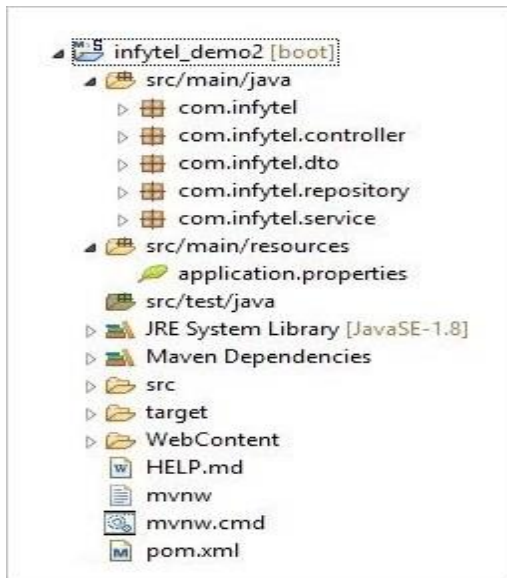 infytel_demo2 [boot]
src/main/java
com.infytel
com.infytel.controller
com.infytel.dto
com.infytel.repository
com.infytel.service
src/main/resources
application.properties
src/test/java
JRE System Library [JavaSE-1.8]
Maven Dependencies
src
target
WebContent
HELP.md
mvnw
mvnw.cmd
pom.xml